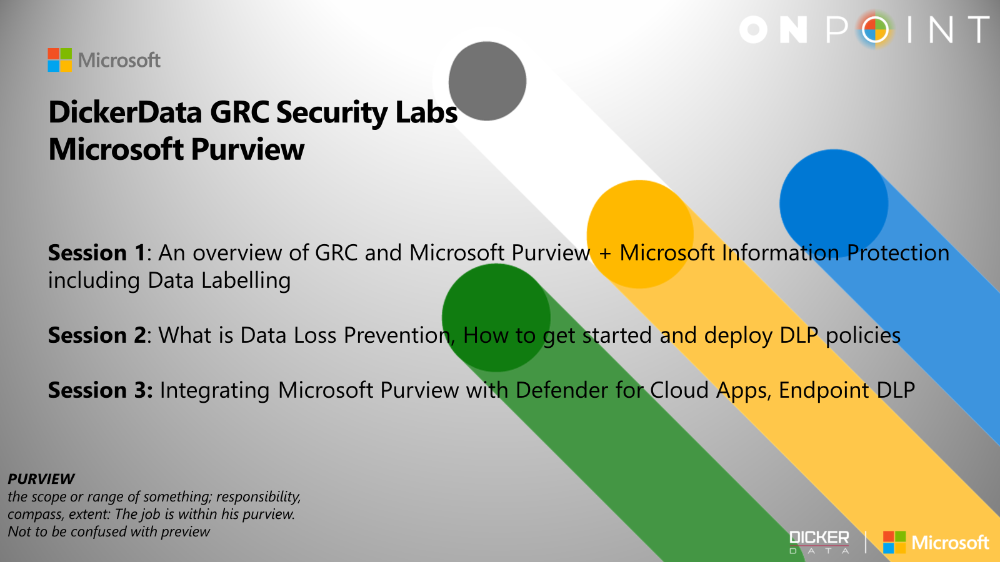 ONPOINT
Microsoft
DickerData GRC Security Labs
Microsoft Purview
Session 1: An overview of GRC and Microsoft Purview + Microsoft Information Protection
including Data Labelling
Session 2: What is Data Loss Prevention, How to get started and deploy DLP policies
Session 3: Integrating Microsoft Purview with Defender for Cloud Apps, Endpoint DLP
PURVIEW
the scope or range of something; responsibility,
compass, extent: The job is within his purview.
Not to be confused with preview
DICKER
DATA
Microsoft